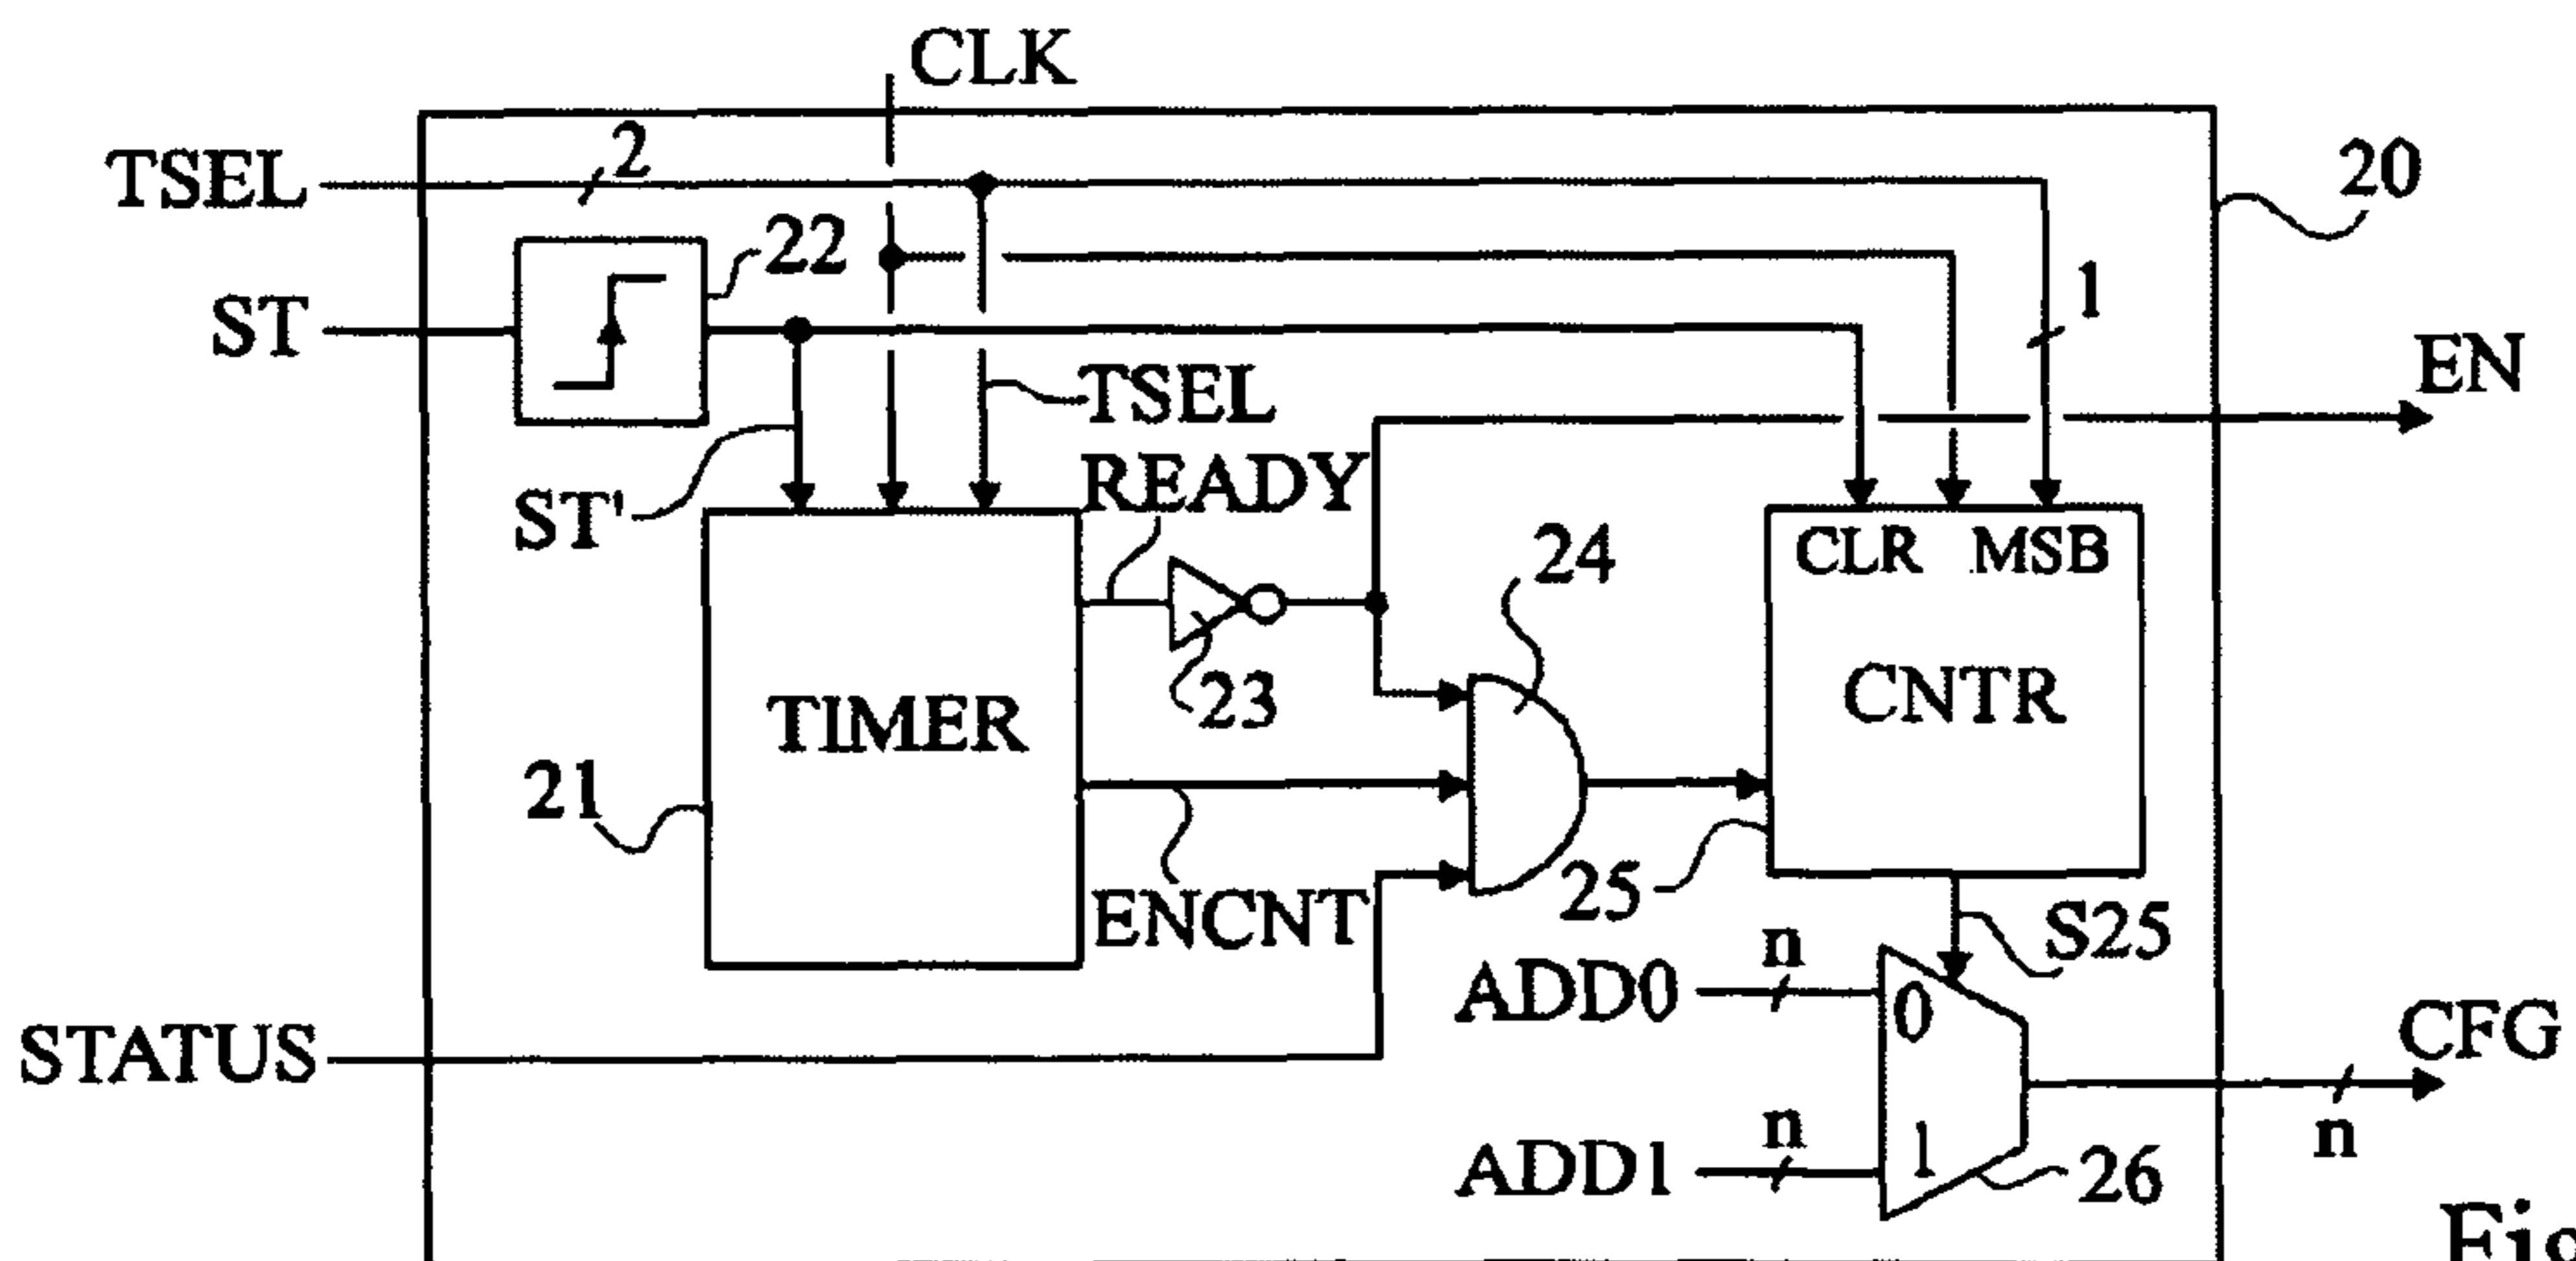 CLK
TSEL
2
20
22
ST
1
EN
TSEL
READY
ST'
24
CLR MSB
23
TIMER
CNTR
21
25
ENCNT
S25
ADD0
n
0
STATUS
CFG
n
n
ADD1
1
26
Fig